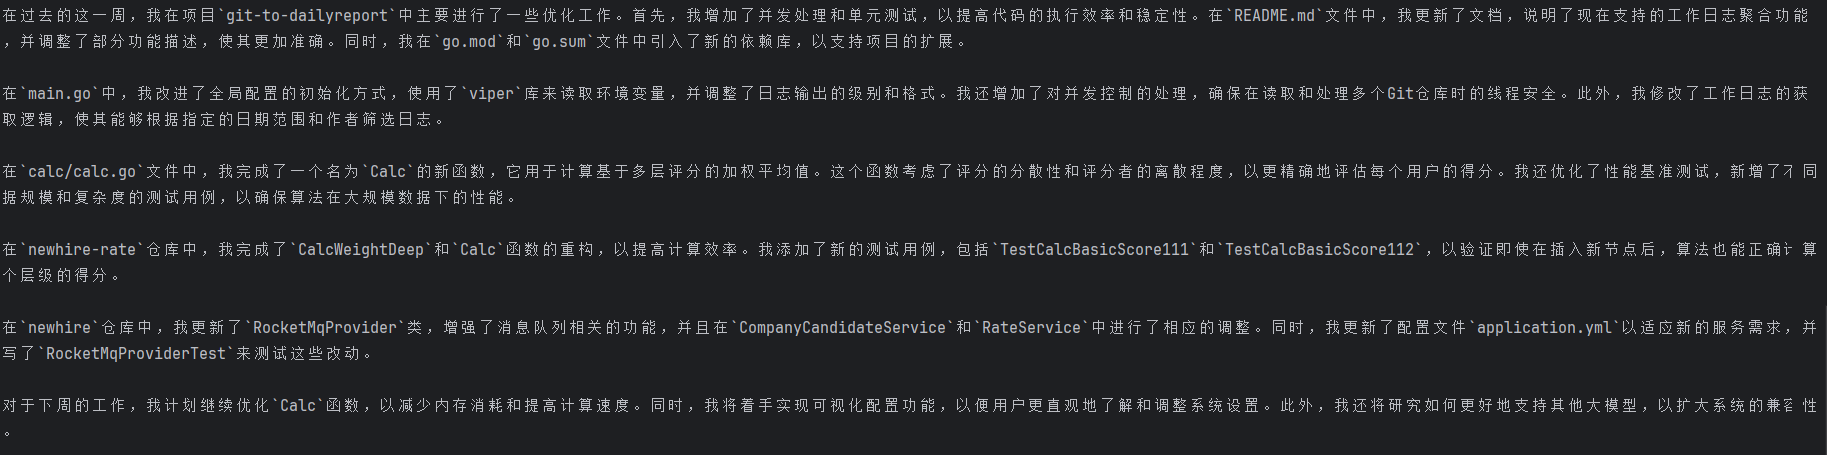 在过去的这一周，我在项目`git-to-dailyreport`中主要进行了一些优化工作。首先，我增加了并发处理和单元测试，以提高代码的执行效率和稳定性。在`README.md`文件中，我更新了文档，说明了现在支持的工作日志聚合功能
，并调整了部分功能描述，使其更加准确。同时，我在`go.mod`和`go.sum`文件中引入了新的依赖库，以支持项目的扩展。
在`main.go`中，我改进了全局配置的初始化方式，使用了`viper`库来读取环境变量，并调整了日志输出的级别和格式。我还增加了对并发控制的处理，确保在读取和处理多个Git仓库时的线程安全。此外，我修改了工作日志的获
取逻辑，使其能够根据指定的日期范围和作者筛选日志。
在`calc/calc.go`文件中，我完成了一个名为`Calc`的新函数，它用于计算基于多层评分的加权平均值。这个函数考虑了评分的分散性和评分者的离散程度，以更精确地评估每个用户的得分。我还优化了性能基准测试，新增了不同
据规模和复杂度的测试用例，以确保算法在大规模数据下的性能。
在`newhire-rate`仓库中，我完成了`CalcWeightDeep`和`Calc`函数的重构，以提高计算效率。我添加了新的测试用例，包括`TestCalcBasicScore111`和`TestCalcBasicScore112`，以验证即使在插入新节点后，算法也能正确计算
个层级的得分。
在`newhire`仓库中，我更新了`RocketMqProvider`类，增强了消息队列相关的功能，并且在`CompanyCandidateService`和`RateService`中进行了相应的调整。同时，我更新了配置文件`application.yml`以适应新的服务需求，并
写了`RocketMqProviderTest`来测试这些改动。
对于下周的工作，我计划继续优化`Calc`函数，以减少内存消耗和提高计算速度。同时，我将着手实现可视化配置功能，以便用户更直观地了解和调整系统设置。此外，我还将研究如何更好地支持其他大模型，以扩大系统的兼容性
。